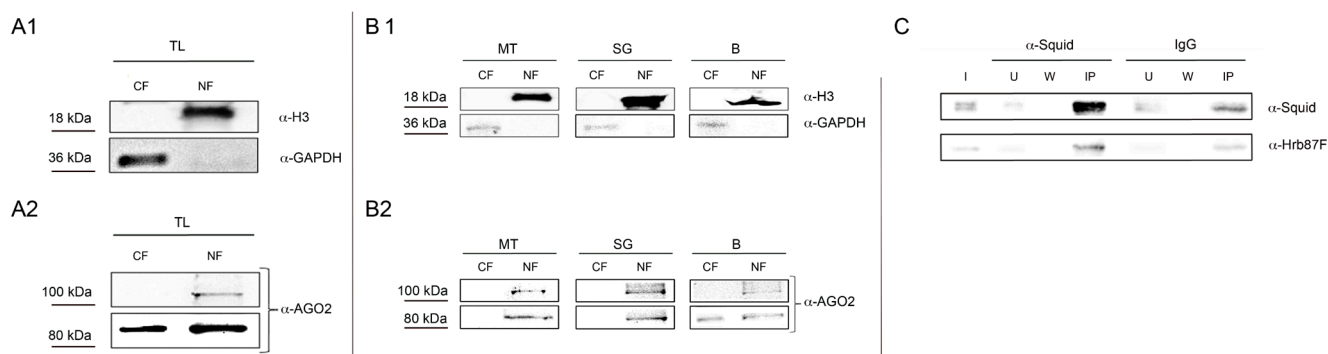 A1
TL
CF NF
18 kDa
α-H3
36 kDa
α-GAPDH
A2
TL
CF NF
100 kDa
80 kDa
α-AGO2
B 1
MT SG B
CF NF CF NF CF NF
18 kDa
α-H3
36 kDa
α-GAPDH
B2
MT SG B
CF NF CF NF CF NF
100 kDa
80 kDa
α-AGO2
C
α-Squid IgG
I U W IP U W IP
α-Squid
α-Hrb87F